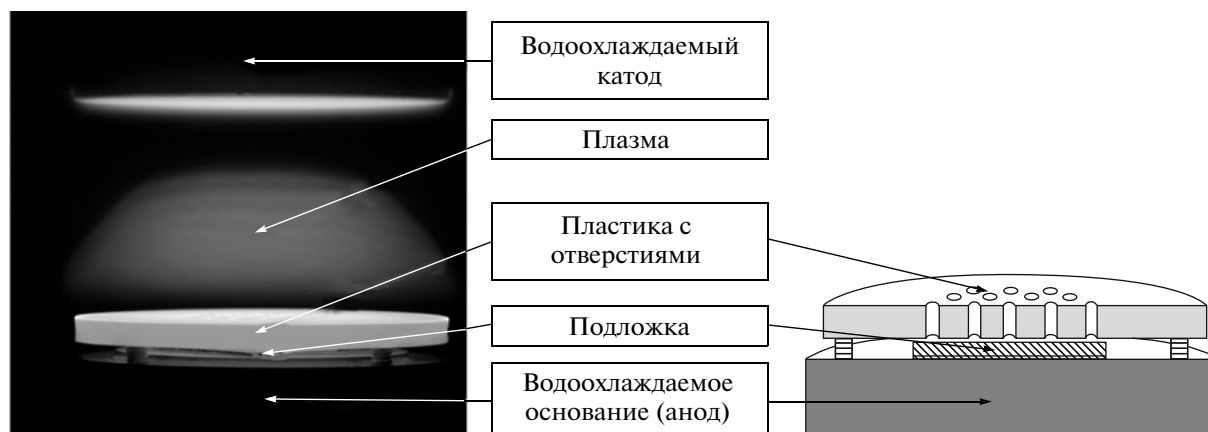 Водоохлаждаемый
катод
Плазма
Пластика с
отверстиями
Подложка
Водоохлаждаемое
основание (анод)